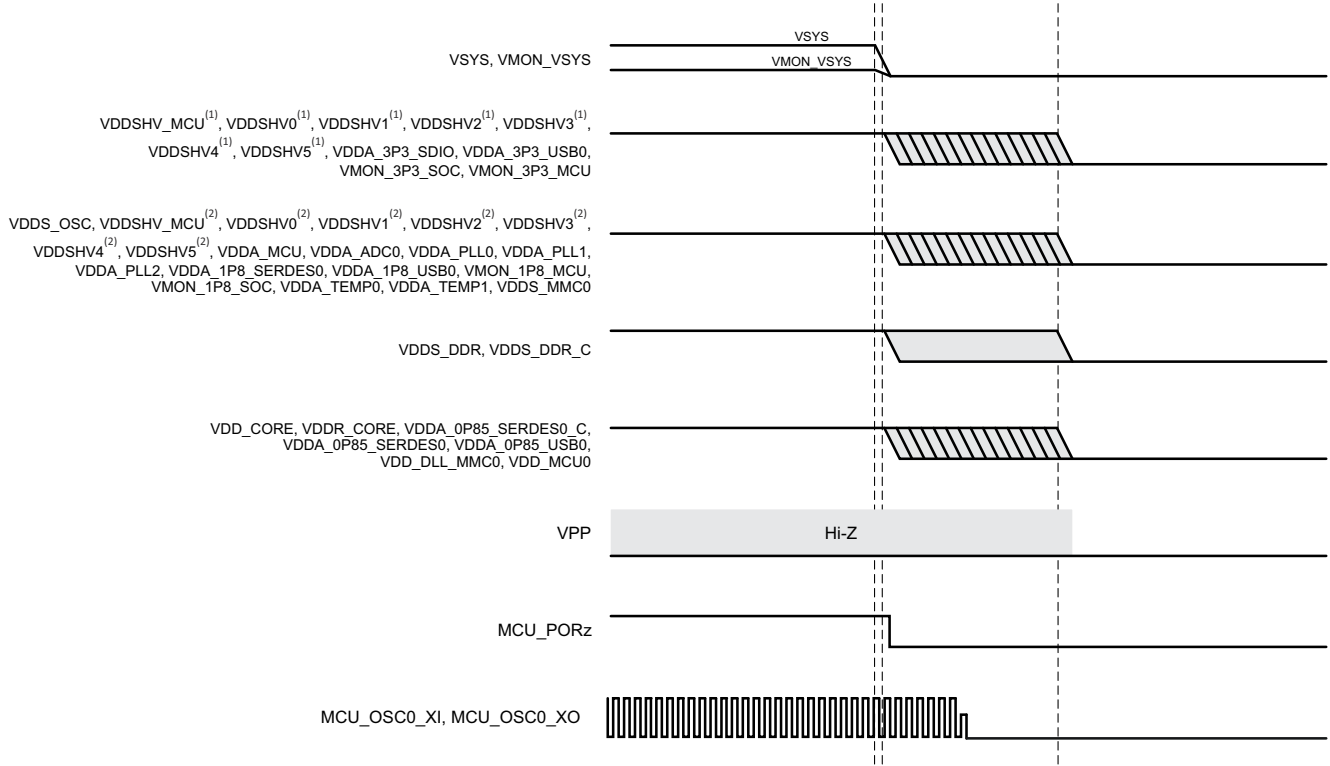 VSYS
VSYS, VMON_VSYS
VMON_VSYS
VDDSHV_MCU(1), VDDSHV0(1), VDDSHV1(1), VDDSHV2(1), VDDSHV3(1),
VDDSHV4(1), VDDSHV5(1), VDDA_3P3_SDIO, VDDA_3P3_USB0,
VMON_3P3_SOC, VMON_3P3_MCU
VDDS_OSC, VDDSHV_MCU(2), VDDSHV0(2), VDDSHV1(2), VDDSHV2(2), VDDSHV3(2),
VDDSHV4(2), VDDSHV5(2), VDDA_MCU, VDDA_ADC0, VDDA_PLL0, VDDA_PLL1,
VDDA_PLL2, VDDA_1P8_SERDES0, VDDA_1P8_USB0, VMON_1P8_MCU,
VMON_1P8_SOC, VDDA_TEMP0, VDDA_TEMP1, VDDS_MMC0
VDDS_DDR, VDDS_DDR_C
VDD_CORE, VDDR_CORE, VDDA_0P85_SERDES0_C,
VDDA_0P85_SERDES0, VDDA_0P85_USB0,
VDD_DLL_MMC0, VDD_MCU0
VPP
Hi-Z
MCU_PORz
MCU_OSC0_XI, MCU_OSC0_XO